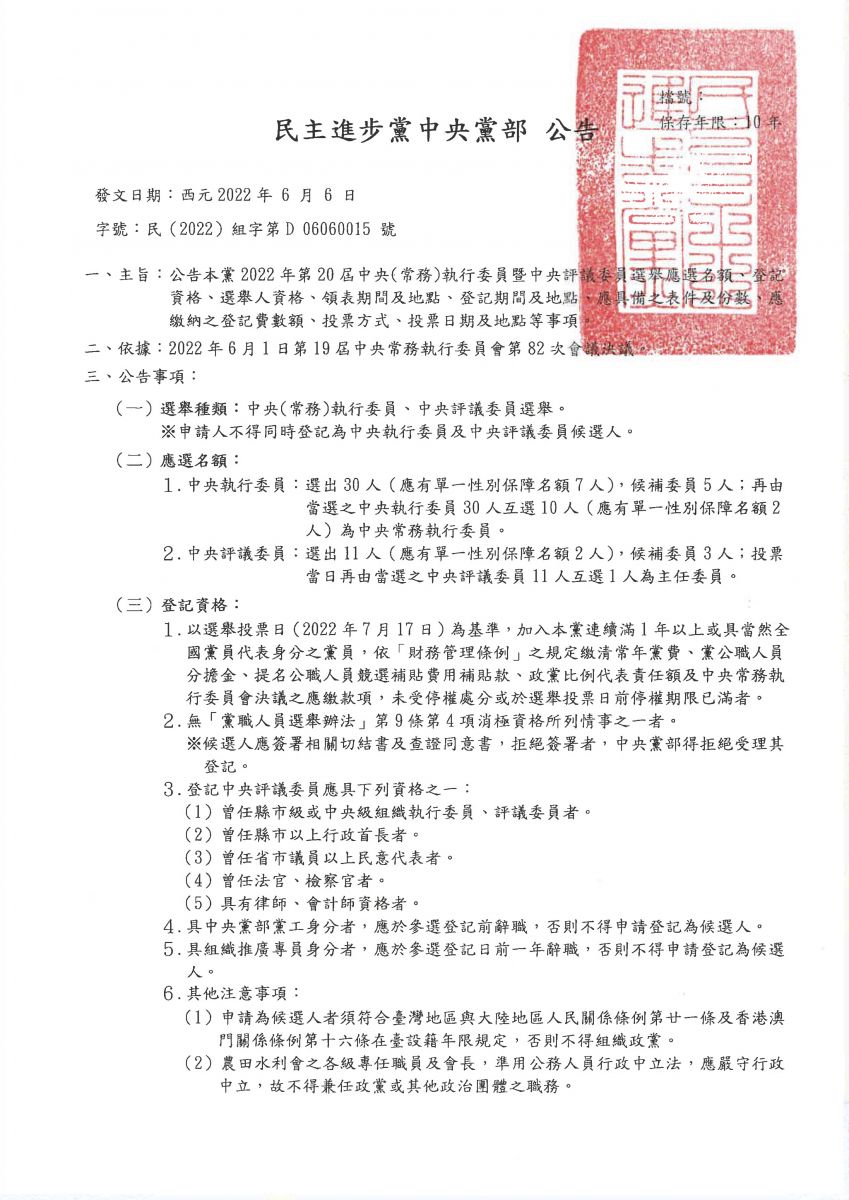 檔號：
保存年限：10年
民主進步黨中央黨部 公告
發文日期：西元 2022 年 6 月 6 日
字號：民（2022）組字第D 06060015 號
一、主旨：公告本黨 2022 年第 20 屆中央(常務)執行委員暨中央評議委員選舉應選名額、登記
資格、選舉人資格、領表期間及地點、登記期間及地點、應具備之表件及份數、應
繳納之登記費數額、投票方式、投票日期及地點等事項。
二、依據：2022 年 6 月 1 日第 19 屆中央常務執行委員會第 82 次會議決議。
三、公告事項：
（一）選舉種類：中央(常務)執行委員、中央評議委員選舉。
※申請人不得同時登記為中央執行委員及中央評議委員候選人。
（二）應選名額：
1.中央執行委員：選出 30 人（應有單一性別保障名額 7 人），候補委員 5 人；再由
當選之中央執行委員 30 人互選 10 人（應有單一性別保障名額 2
人）為中央常務執行委員。
2.中央評議委員：選出 11 人（應有單一性別保障名額 2 人），候補委員 3 人；投票
當日再由當選之中央評議委員 11 人互選 1 人為主任委員。
（三）登記資格：
1.以選舉投票日（2022 年 7 月 17 日）為基準，加入本黨連續滿 1 年以上或具當然全
國黨員代表身分之黨員，依「財務管理條例」之規定繳清常年黨費、黨公職人員
分擔金、提名公職人員競選補貼費用補貼款、政黨比例代表責任額及中央常務執
行委員會決議之應繳款項，未受停權處分或於選舉投票日前停權期限已滿者。
2.無「黨職人員選舉辦法」第 9 條第 4 項消極資格所列情事之一者。
※候選人應簽署相關切結書及查證同意書，拒絕簽署者，中央黨部得拒絕受理其
登記。
3.登記中央評議委員應具下列資格之一：
(1) 曾任縣市級或中央級組織執行委員、評議委員者。
(2) 曾任縣市以上行政首長者。
(3) 曾任省市議員以上民意代表者。
(4) 曾任法官、檢察官者。
(5) 具有律師、會計師資格者。
4.具中央黨部黨工身分者，應於參選登記前辭職，否則不得申請登記為候選人。
5.具組織推廣專員身分者，應於參選登記日前一年辭職，否則不得申請登記為候選
人。
6.其他注意事項：
(1) 申請為候選人者須符合臺灣地區與大陸地區人民關係條例第廿一條及香港澳
門關係條例第十六條在臺設籍年限規定，否則不得組織政黨。
(2) 農田水利會之各級專任職員及會長，準用公務人員行政中立法，應嚴守行政
中立，故不得兼任政黨或其他政治團體之職務。